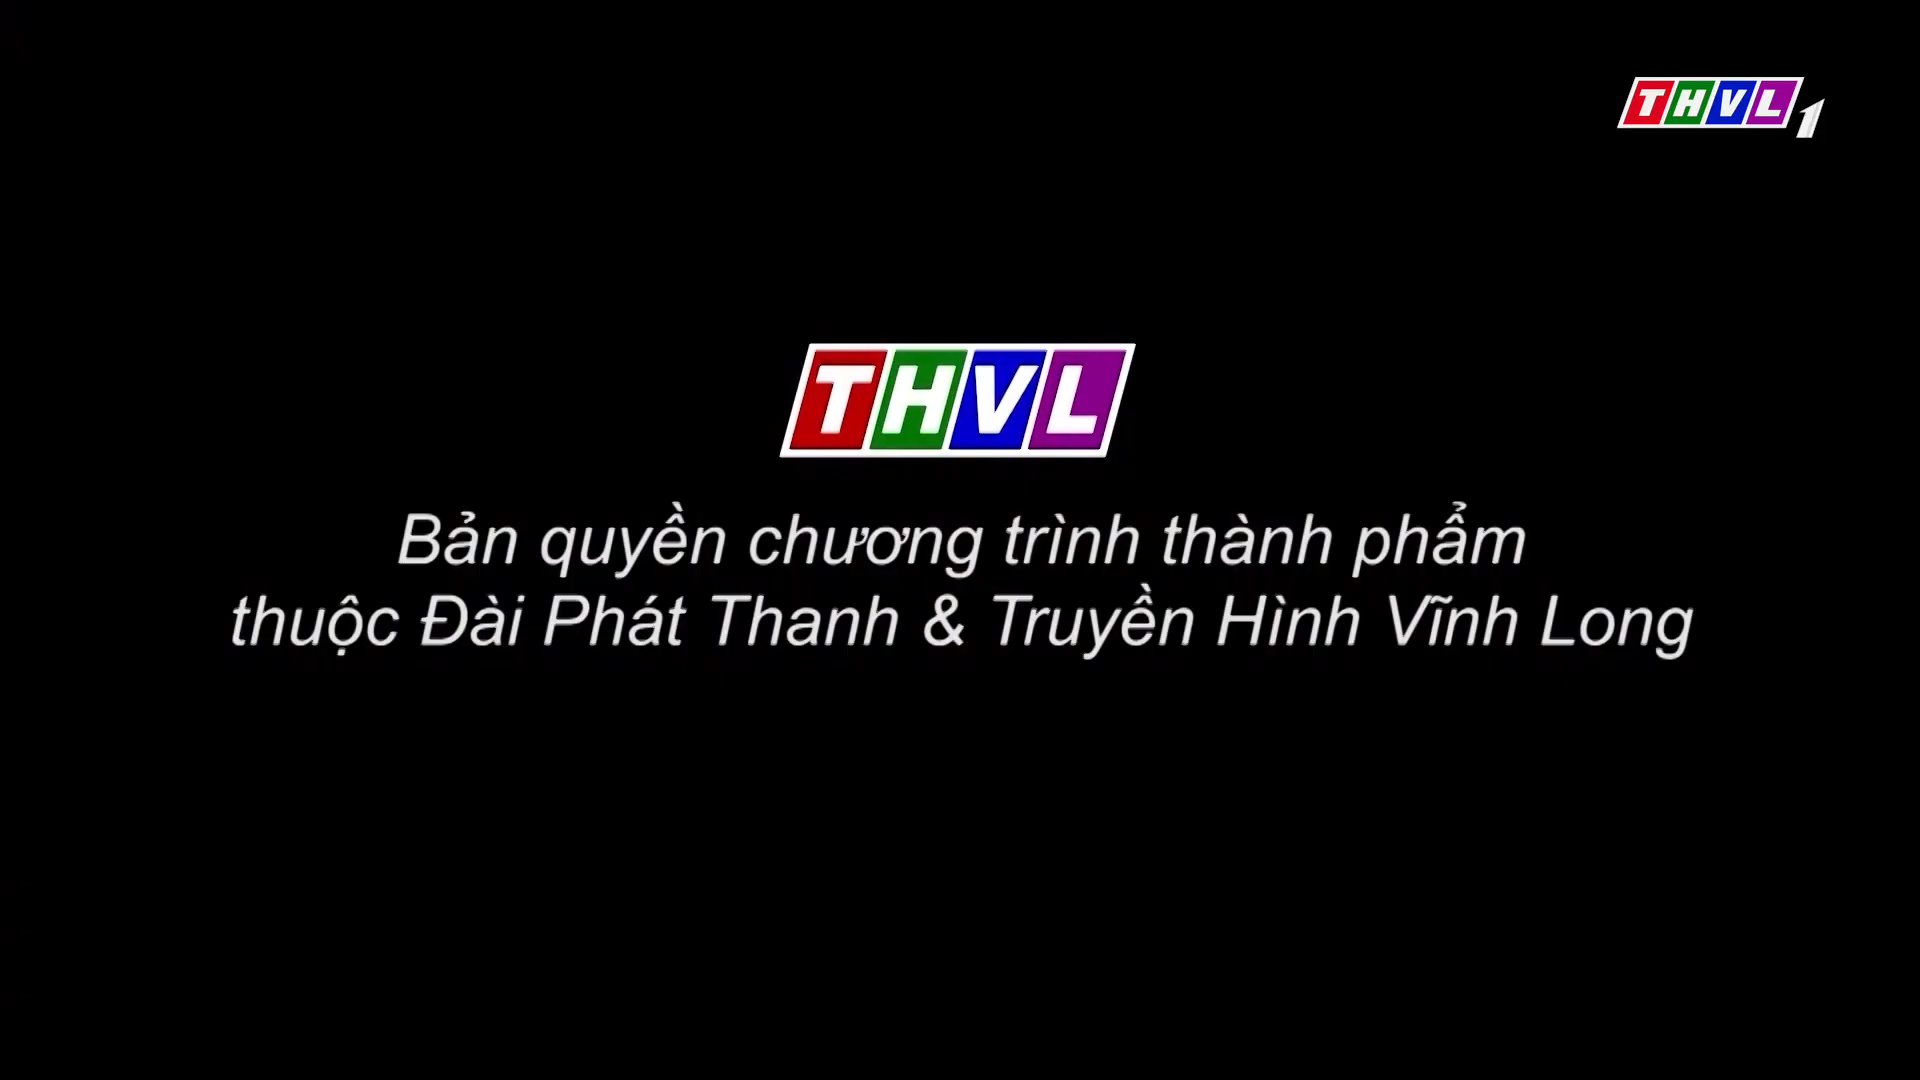 THVL1
THVL
Bản quyền chương trình thành phẩm
thuộc Đài Phát Thanh & Truyền Hình Vĩnh Long